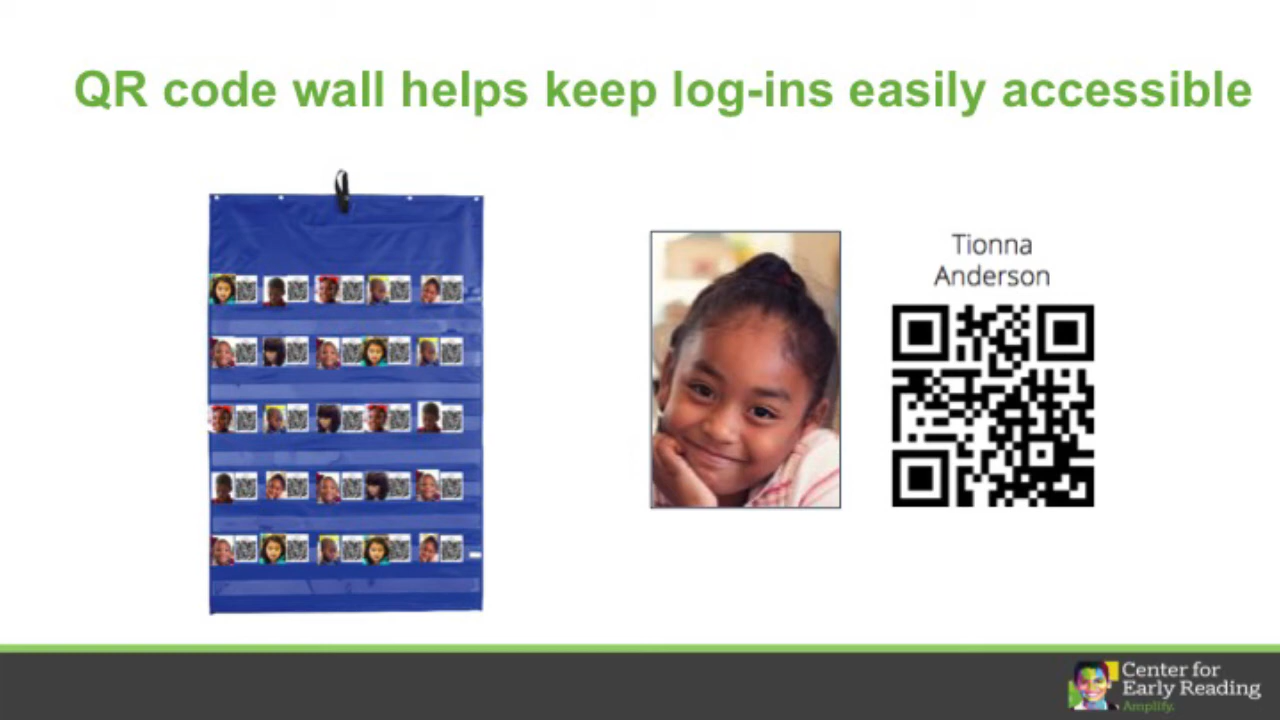 QR code wall helps keep log-ins easily accessible
Tionna
Anderson
Center for
Early Reading
Amplify.